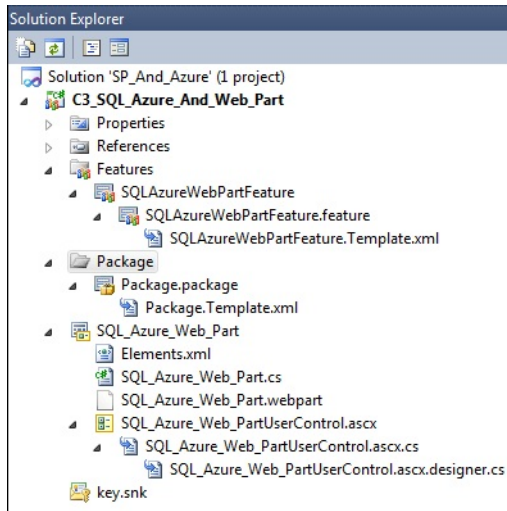 Solution Explorer
Solution 'SP_And_Azure' (1 project)
C3_SQL_Azure_And_Web_Part
Properties
References
Features
SQLAzureWebPartFeature
SQLAzureWebPartFeature.feature
SQLAzureWebPartFeature.Template.xml
Package
Package.package
Package.Template.xml
SQL_Azure_Web_Part
Elements.xml
SQL_Azure_Web_Part.cs
SQL_Azure_Web_Part.webpart
SQL_Azure_Web_PartUserControl.ascx
SQL_Azure_Web_PartUserControl.ascx.cs
SQL_Azure_Web_PartUserControl.ascx.designer.cs
key.snk